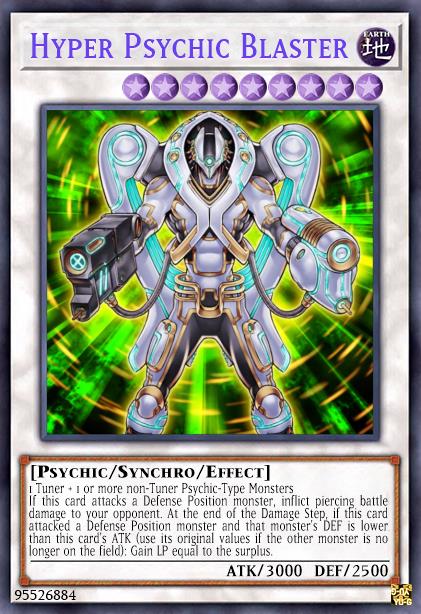 Hyper Psychic Blaster
EARTH
地
[Psychic/Synchro/Effect]
1 Tuner + 1 or more non-Tuner Psychic-Type Monsters
If this card attacks a Defense Position monster, inflict piercing battle
damage to your opponent. At the end of the Damage Step, if this card
attacked a Defense Position monster and that monster's DEF is lower
than this card's ATK (use its original values if the other monster is no
longer on the field): Gain LP equal to the surplus.
ATK/3000 DEF/2500
95526884